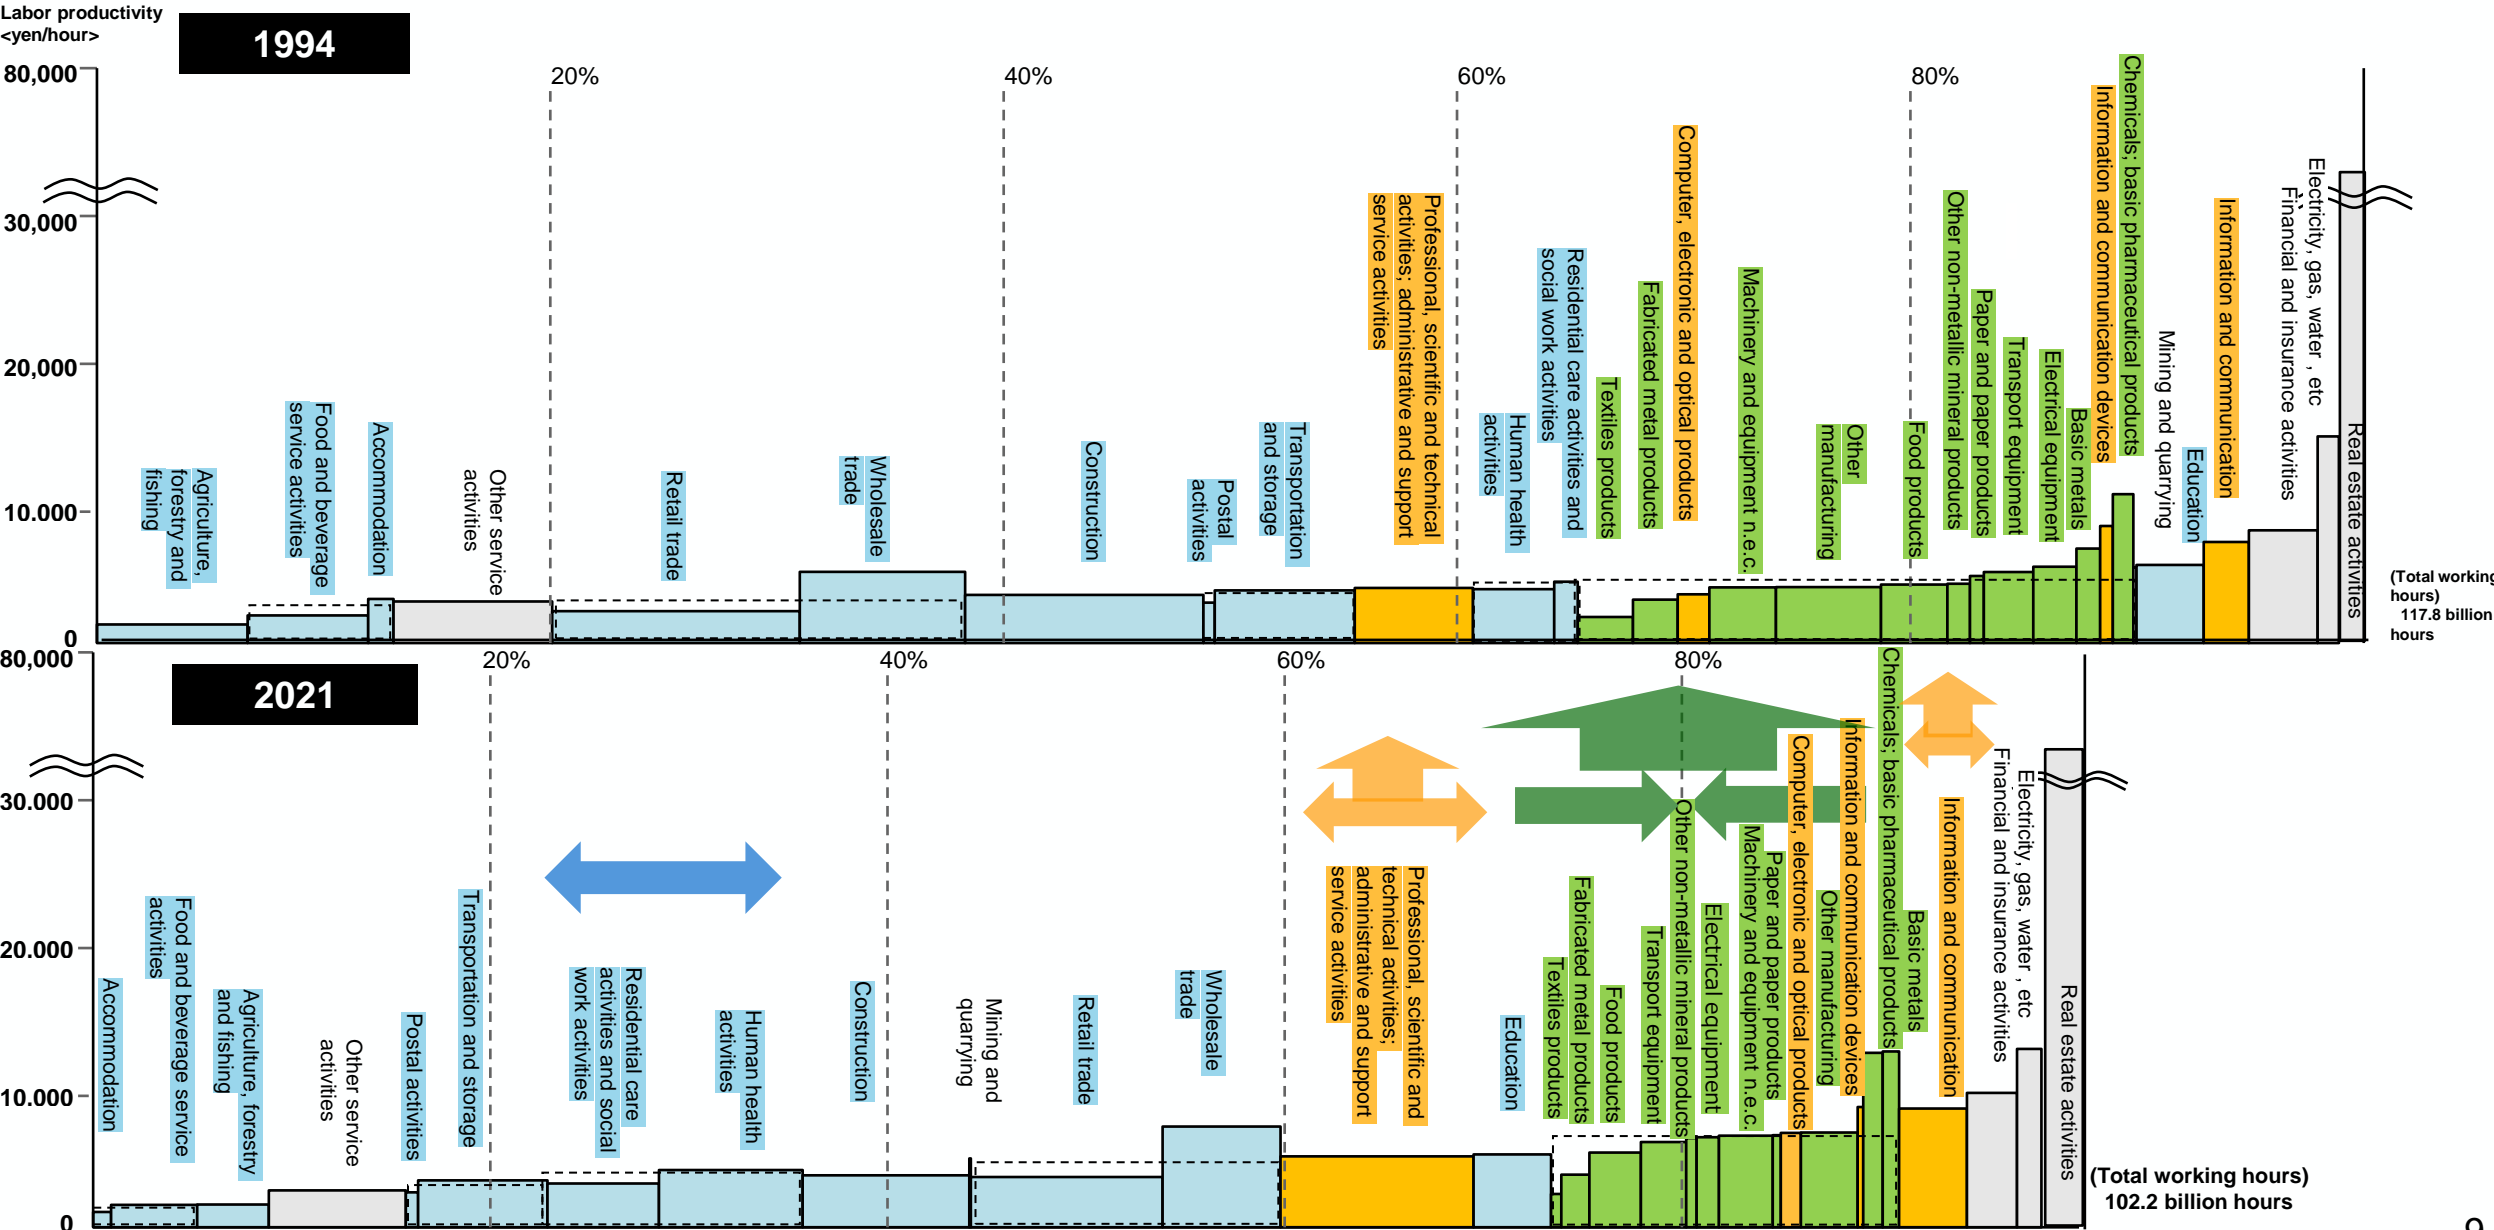 Labor productivity
<yen/hour>
1994
80,000
30,000
20,000
10.000
0
20%
40%
60%
80%
Agriculture,
forestry and
fishing
Food and beverage
service activities
Accommodation
Other service
activities
Retail trade
Wholesale
trade
Construction
Postal
activities
Transportation
and storage
Professional, scientific and technical
activities; administrative and support
service activities
Human health
activities
Residential care activities and
social work activities
Textiles products
Fabricated metal products
Computer, electronic and optical products
Machinery and equipment n.e.c.
Other
manufacturing
Food products
Other non-metallic mineral products
Paper and paper products
Transport equipment
Electrical equipment
Basic metals
Information and communication devices
Chemicals; basic pharmaceutical products
Mining and quarrying
Education
Information and communication
Financial and insurance activities
Electricity, gas, water , etc
Real estate activities
(Total working
hours)
117.8 billion
hours
2021
80,000
30.000
20.000
10.000
0
20%
40%
60%
80%
Accommodation
Food and beverage service
activities
Agriculture, forestry
and fishing
Other service
activities
Postal activities
Transportation and storage
Residential care
activities and social
work activities
Human health
activities
Construction
Mining and
quarrying
Retail trade
Wholesale
trade
Professional, scientific and
technical activities;
administrative and support
service activities
Education
Textiles products
Fabricated metal products
Food products
Transport equipment
Other non-metallic mineral products
Electrical equipment
Machinery and equipment n.e.c.
Paper and paper products
Computer, electronic and optical products
Other manufacturing
Information and communication devices
Chemicals; basic pharmaceutical products
Basic metals
Information and communication
Financial and insurance activities
Electricity, gas, water , etc
Real estate activities
(Total working hours)
102.2 billion hours